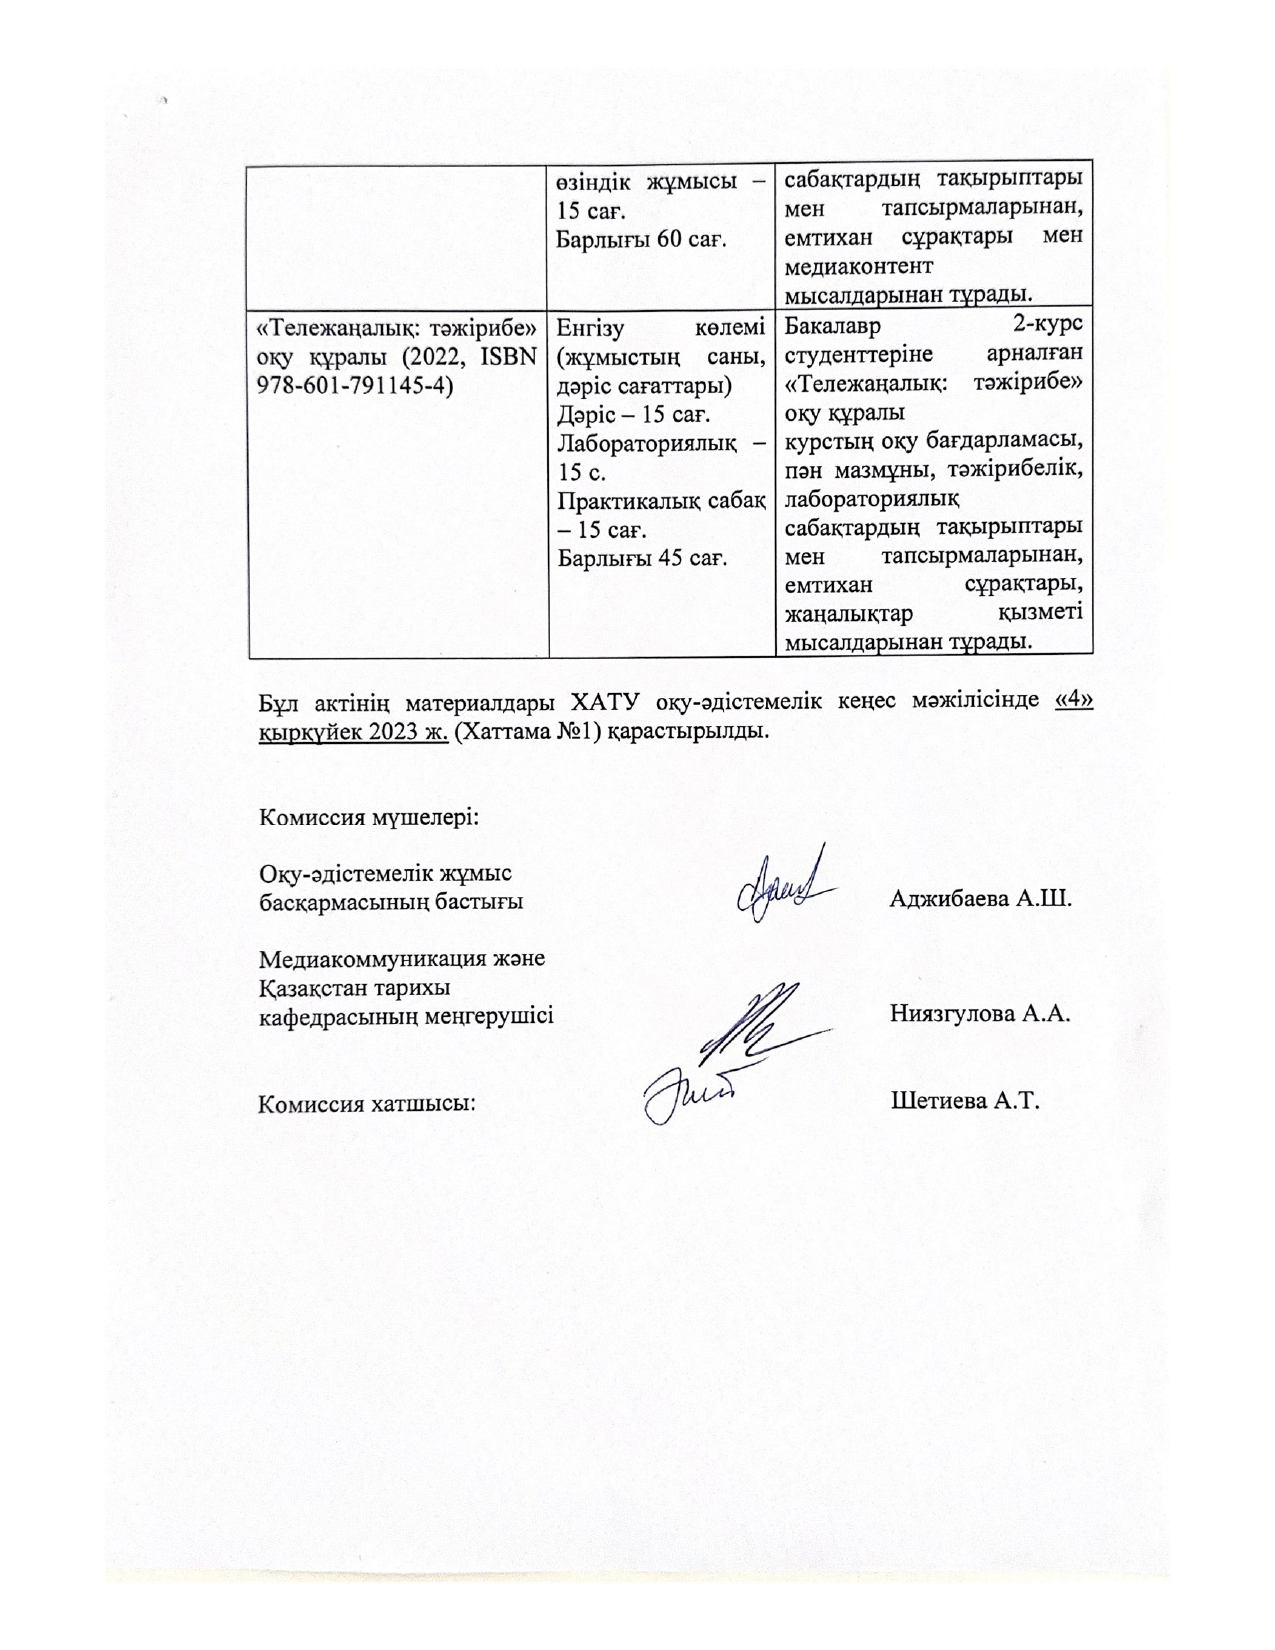 өзіндік жұмысы –
15 сағ.
Барлығы 60 сағ.
сабақтардың тақырыптары
мен тапсырмаларынан,
емтихан сұрақтары мен
медиаконтент
мысалдарынан тұрады.
«Тележаңалық: тәжірибе»
оқу құралы (2022, ISBN
978-601-791145-4)
Енгізу көлемі
(жұмыстың саны,
дәріс сағаттары)
Дәріс – 15 сағ.
Лабораториялық –
15 с.
Практикалық сабақ
– 15 сағ.
Барлығы 45 сағ.
Бакалавр 2-курс
студенттеріне арналған
«Тележаңалық: тәжірибе»
оқу құралы
курстың оқу бағдарламасы,
пән мазмұны, тәжірибелік,
лабораториялық
сабақтардың тақырыптары
мен тапсырмаларынан,
емтихан сұрақтары,
жаңалықтар қызметі
мысалдарынан тұрады.
Бұл актінің материалдары ХАТУ оқу-әдістемелік кеңес мәжілісінде «4»
қыркүйек 2023 ж. (Хаттама №1) қарастырылды.
Комиссия мүшелері:
Оқу-әдістемелік жұмыс
басқармасының бастығы
Аджибаева А.Ш.
Медиакоммуникация және
Қазақстан тарихы
кафедрасының меңгерушісі
Ниязгулова А.А.
Комиссия хатшысы:
Шетиева А.Т.